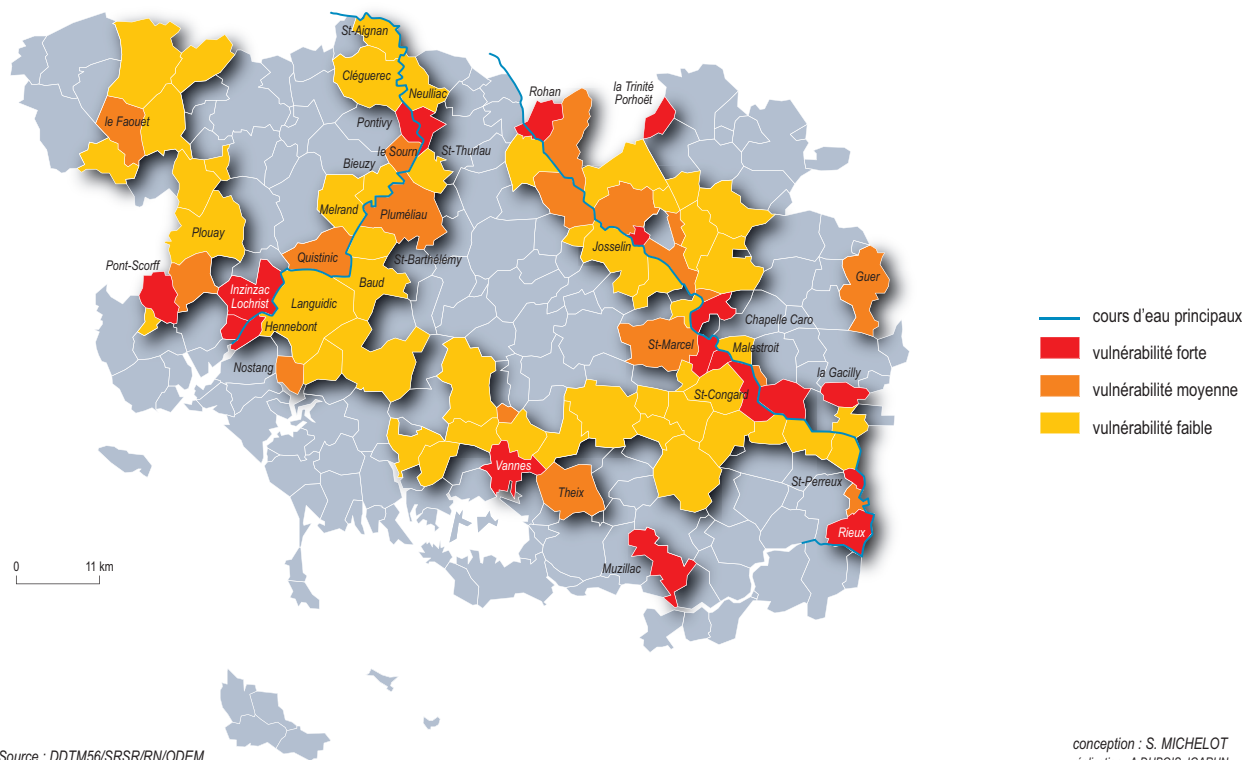 St-Aignan
Cléguerec
Neulliac
Rohan
la Trinité
Porhoët
le Faouet
Pontivy
le Sourn
St-Thurlau
Bieuzy
Melrand
Pluméliau
Plouay
Josselin
Quistinic
St-Barthélémy
Pont-Scorff
Guer
Inzinzac
Lochrist
Baud
Languidic
Hennebont
Chapelle Caro
St-Marcel
Malestroit
Nostang
la Gacilly
St-Congard
Vannes
St-Perreux
Theix
Rieux
Muzillac
0 11 km
cours d'eau principaux
vulnérabilité forte
vulnérabilité moyenne
vulnérabilité faible
Source : DDTM56/SRSR/RN/ODEM
conception : S. MICHELOT